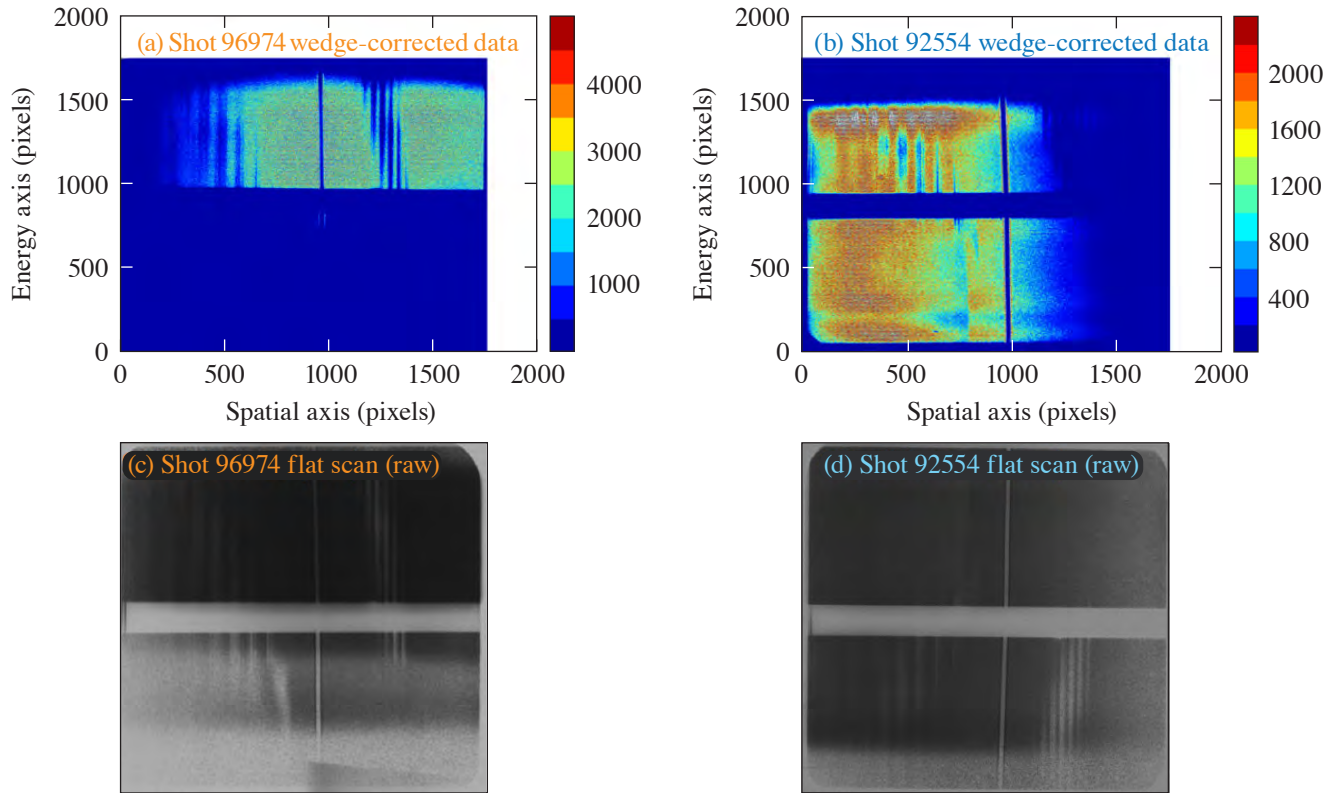 2000
(a) Shot 96974 wedge-corrected data
1500
1000
500
0
Energy axis (pixels)
0 500 1000 1500 2000
Spatial axis (pixels)
4000
3000
2000
1000
2000
(b) Shot 92554 wedge-corrected data
1500
1000
500
0
Energy axis (pixels)
0 500 1000 1500 2000
Spatial axis (pixels)
2000
1600
1200
800
400
(c) Shot 96974 flat scan (raw)
(d) Shot 92554 flat scan (raw)